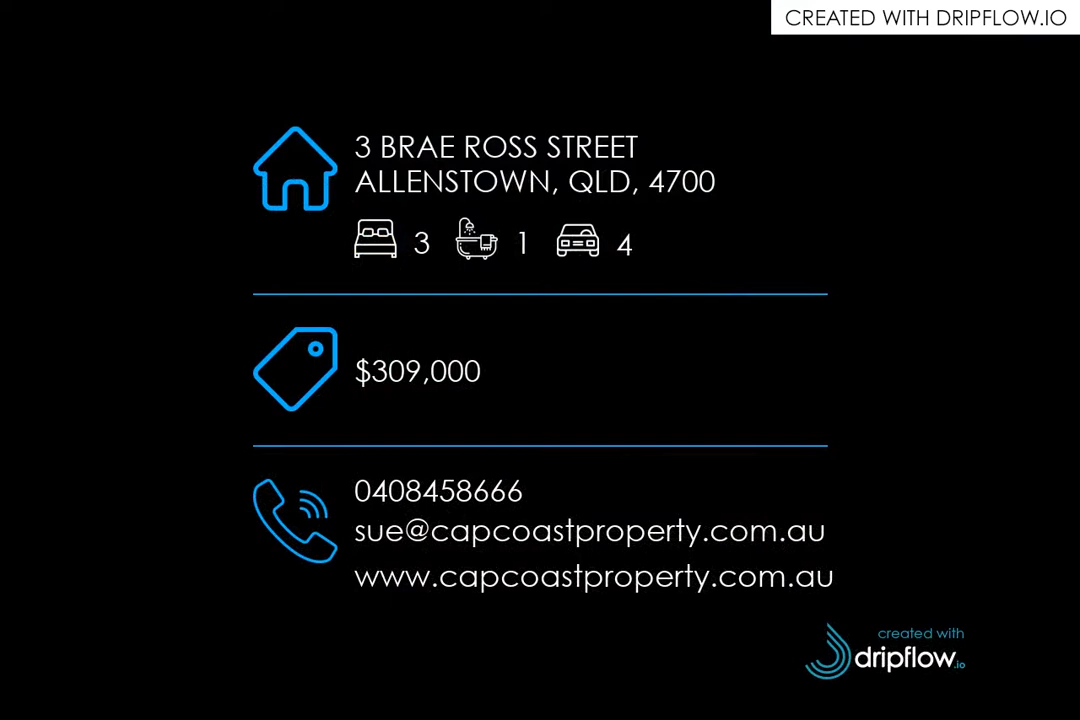 CREATED WITH DRIPFLOW.IO
3 BRAE ROSS STREET
ALLENSTOWN, QLD, 4700
3 1 4
$309,000
0408458666
sue@capcoastproperty.com.au
www.capcoastproperty.com.au
created with
dripflow.io